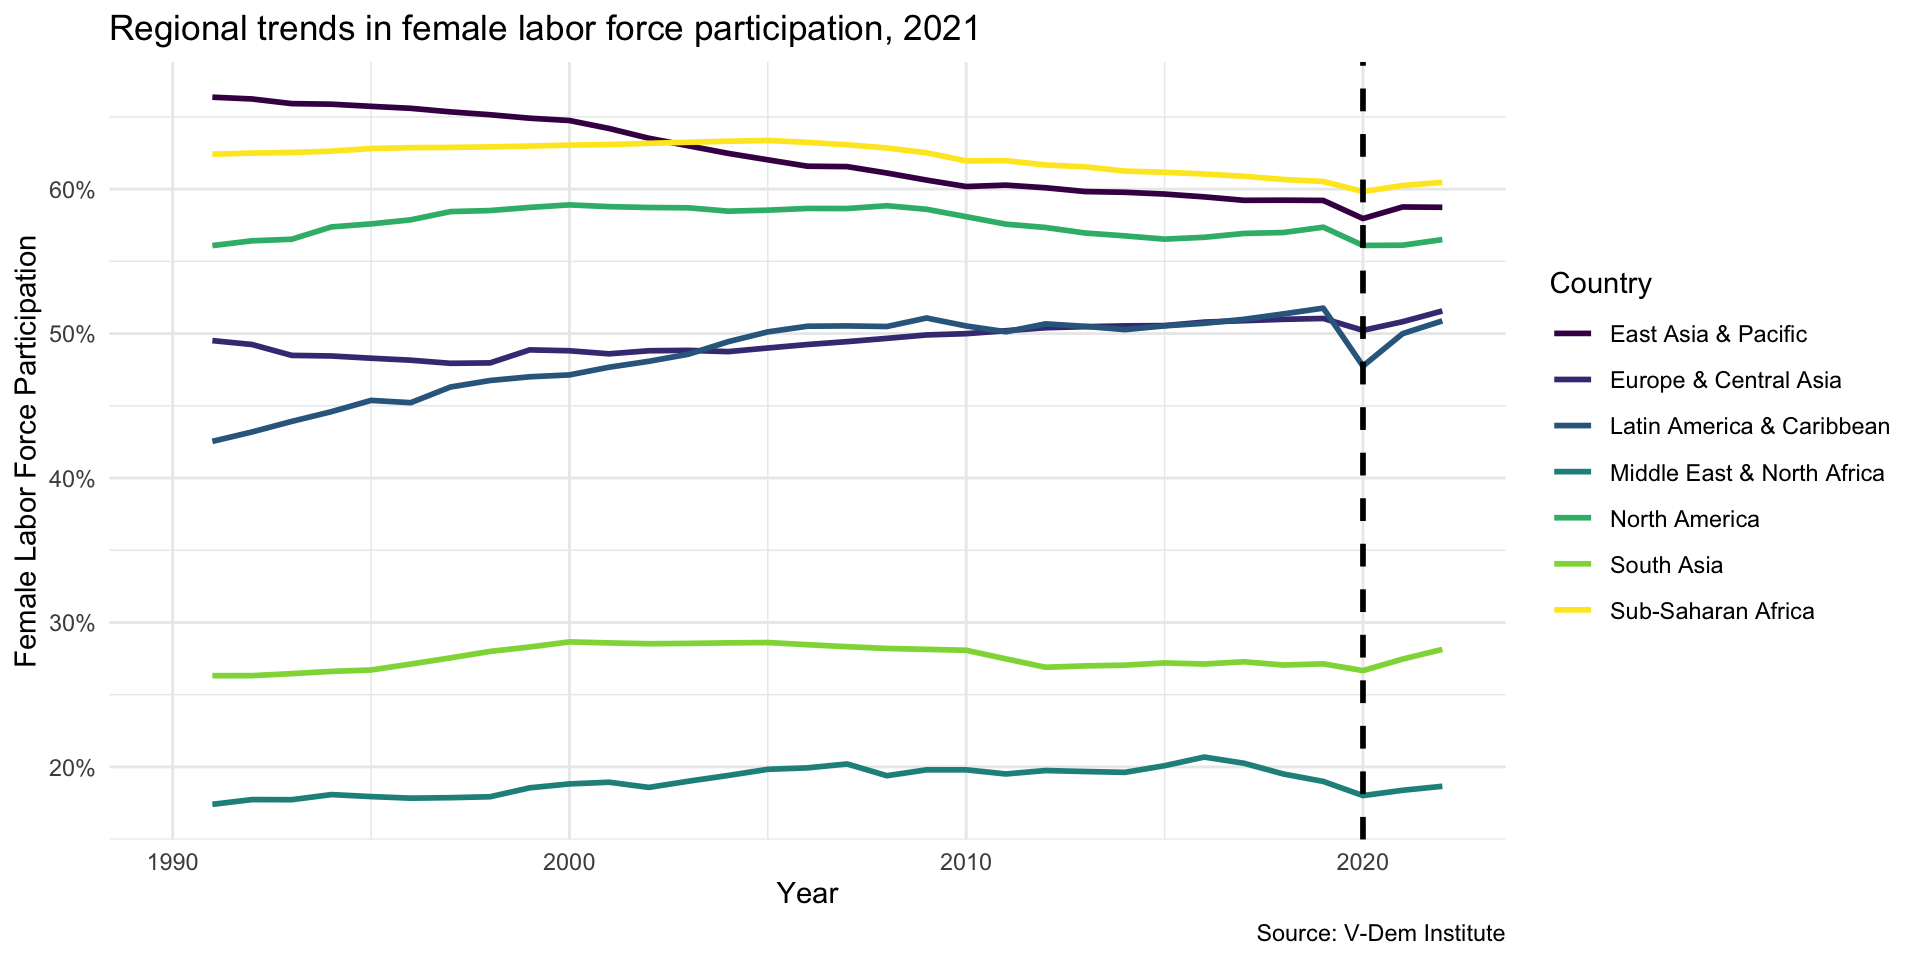 Regional trends in female labor force participation, 2021
Female Labor Force Participation
60%
50%
40%
30%
20%
1990
2000
2010
2020
Year
Country
East Asia & Pacific
Europe & Central Asia
Latin America & Caribbean
Middle East & North Africa
North America
South Asia
Sub-Saharan Africa
Source: V-Dem Institute